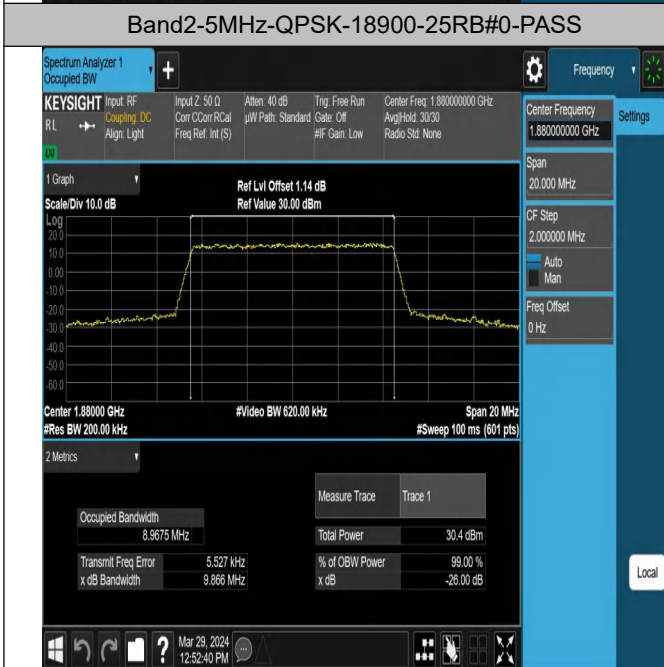 Band2-5MHz-QPSK-18900-25RB#0-PASS
Spectrum Analyzer 1
Occupied BW
+
Frequency
KEYSIGHT
RL
Input: RF
Coupling: DC
Align: Light
Input Z: 50 Ω
Corr CCorr RCal
Freq Ref: Int (S)
Atten: 40 dB
µW Path: Standard
Trig: Free Run
Gate: Off
#IF Gain: Low
Center Freq: 1.880000000 GHz
Avg|Hold: 30/30
Radio Std: None
Center Frequency
1.880000000 GHz
Settings
Span
20.000 MHz
CF Step
2.000000 MHz
Auto
Man
Freq Offset
0 Hz
1 Graph
Scale/Div 10.0 dB
Ref Lvl Offset 1.14 dB
Ref Value 30.00 dBm
Log
20.0
10.0
0.00
-10.0
-20.0
-30.0
-40.0
-50.0
-60.0
Center 1.88000 GHz
#Res BW 200.00 kHz
#Video BW 620.00 kHz
Span 20 MHz
#Sweep 100 ms (601 pts)
2 Metrics
Measure Trace Trace 1
Occupied Bandwidth
8.9675 MHz
Total Power 30.4 dBm
Transmit Freq Error 5.527 kHz
% of OBW Power 99.00 %
x dB Bandwidth 9.866 MHz
x dB -26.00 dB
Local
?
Mar 29, 2024
12:52:40 PM